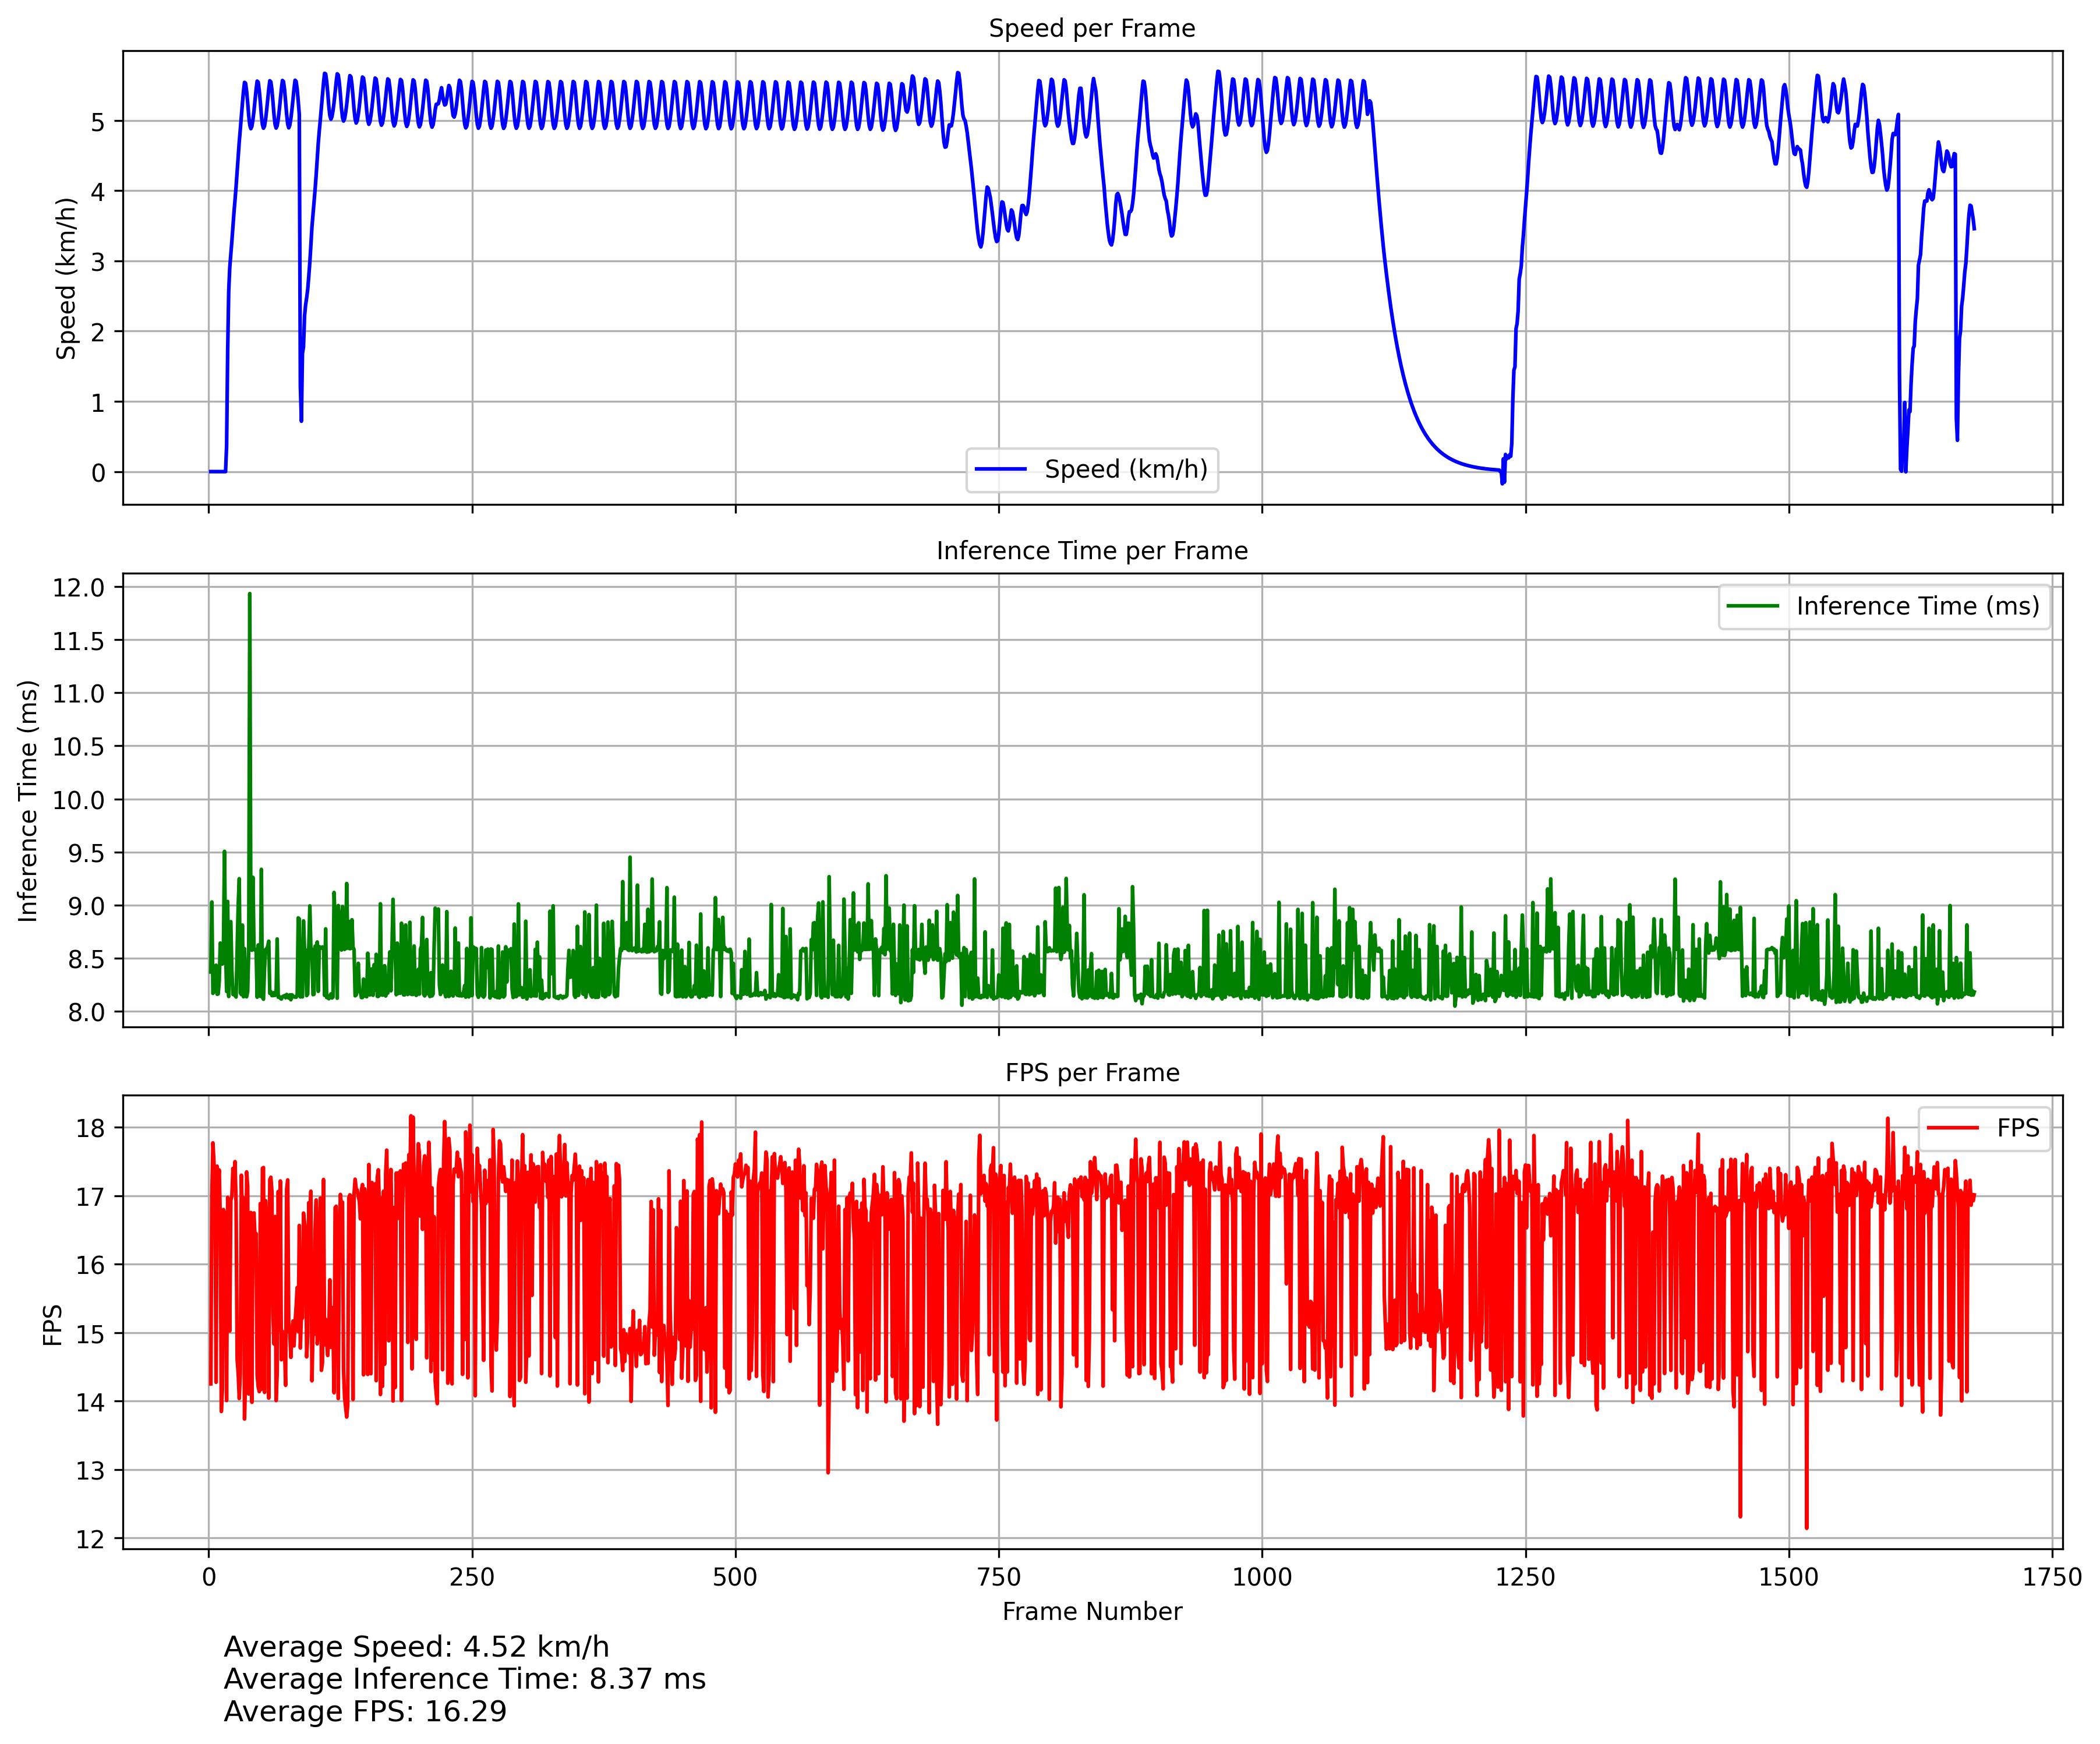 Speed per Frame
Speed (km/h)
5
4
3
2
1
0
Speed (km/h)
Inference Time per Frame
Inference Time (ms)
12.0
11.5
11.0
10.5
10.0
9.5
9.0
8.5
8.0
Inference Time (ms)
FPS per Frame
FPS
18
17
16
15
14
13
12
FPS
0 250 500 750 1000 1250 1500 1750
Frame Number
Average Speed: 4.52 km/h
Average Inference Time: 8.37 ms
Average FPS: 16.29